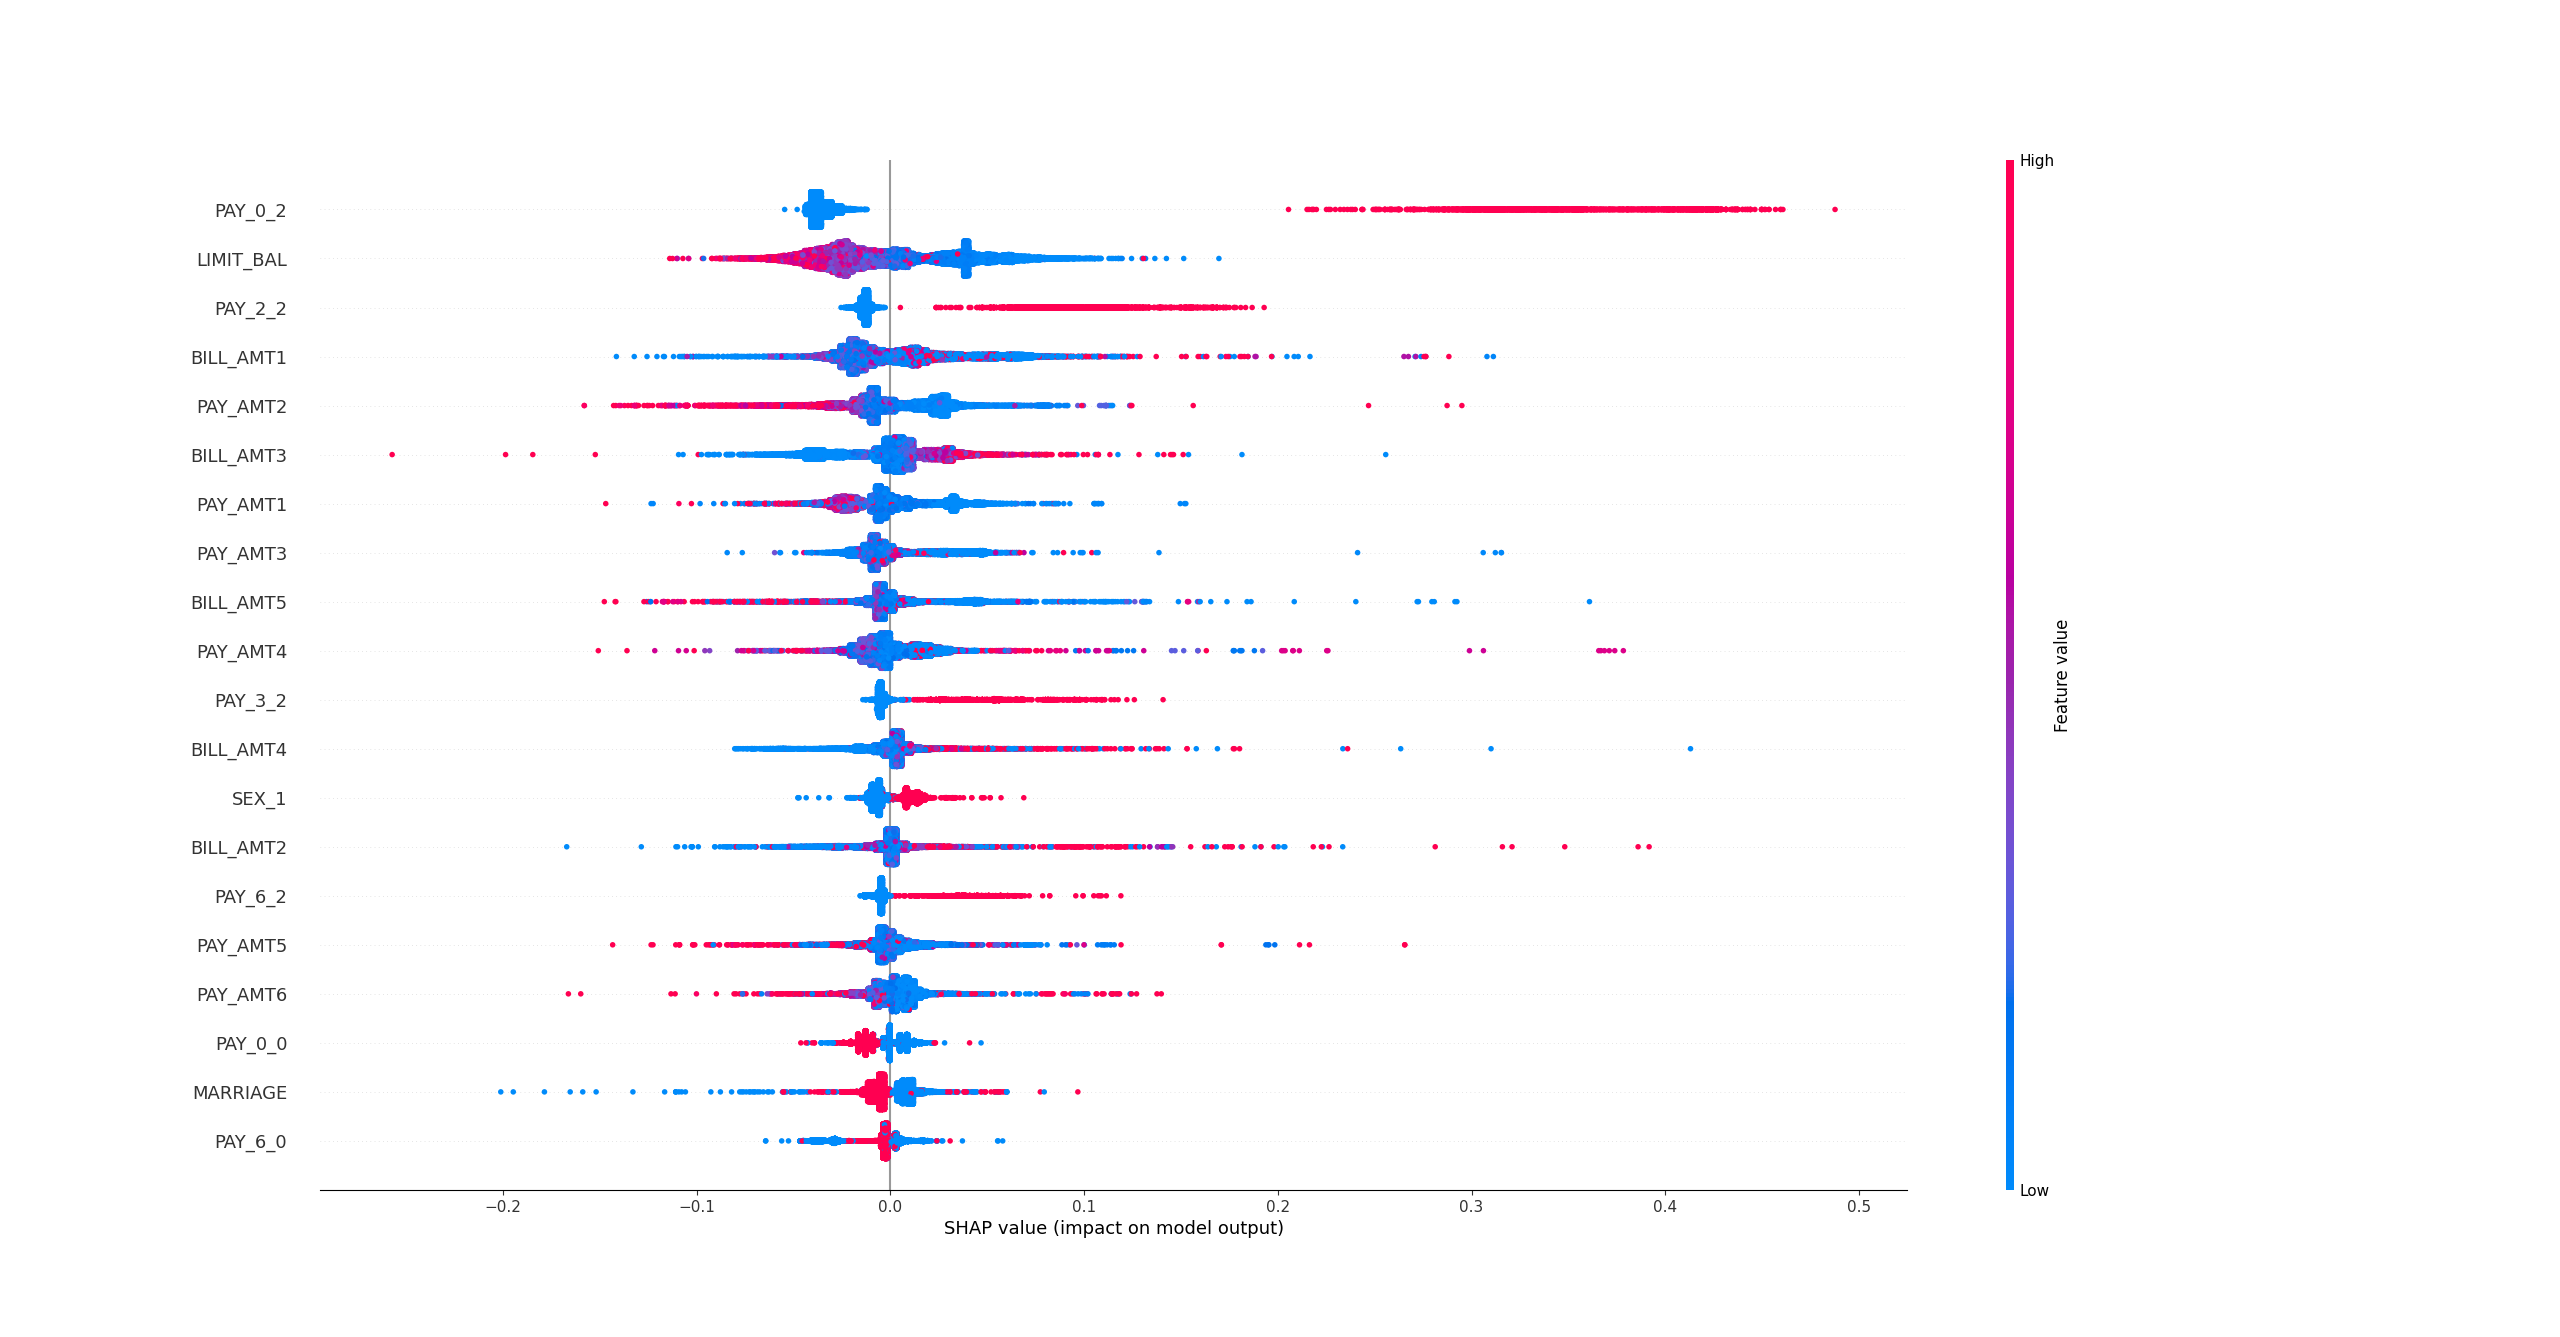 High
PAY_0_2
LIMIT_BAL
PAY_2_2
BILL_AMT1
PAY_AMT2
BILL_AMT3
PAY_AMT1
PAY_AMT3
BILL_AMT5
PAY_AMT4
PAY_3_2
BILL_AMT4
SEX_1
BILL_AMT2
PAY_6_2
PAY_AMT5
PAY_AMT6
PAY_0_0
MARRIAGE
PAY_6_0
Feature value
Low
−0.2 −0.1 0.0 0.1 0.2 0.3 0.4 0.5
SHAP value (impact on model output)